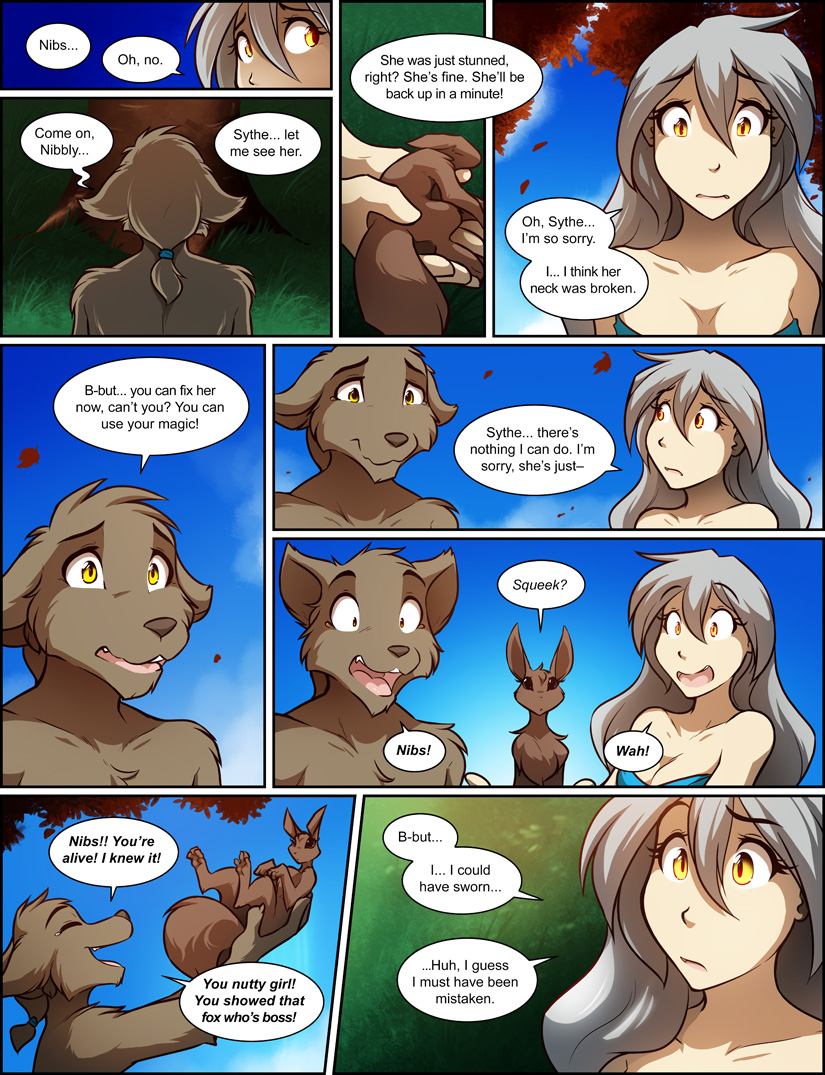 Nibs...
Oh, no.
Come on,
Nibbly...
Sythe... let
me see her.
She was just stunned,
right? She's fine. She'll be
back up in a minute!
Oh, Sythe...
I'm so sorry.
I... I think her
neck was broken.
B-but... you can fix her
now, can't you? You can
use your magic!
Sythe... there's
nothing I can do. I'm
sorry, she's just–
Squeek?
Nibs!
Wah!
Nibs!! You're
alive! I knew it!
You nutty girl!
You showed that
fox who's boss!
B-but...
I... I could
have sworn...
...Huh, I guess
I must have been
mistaken.